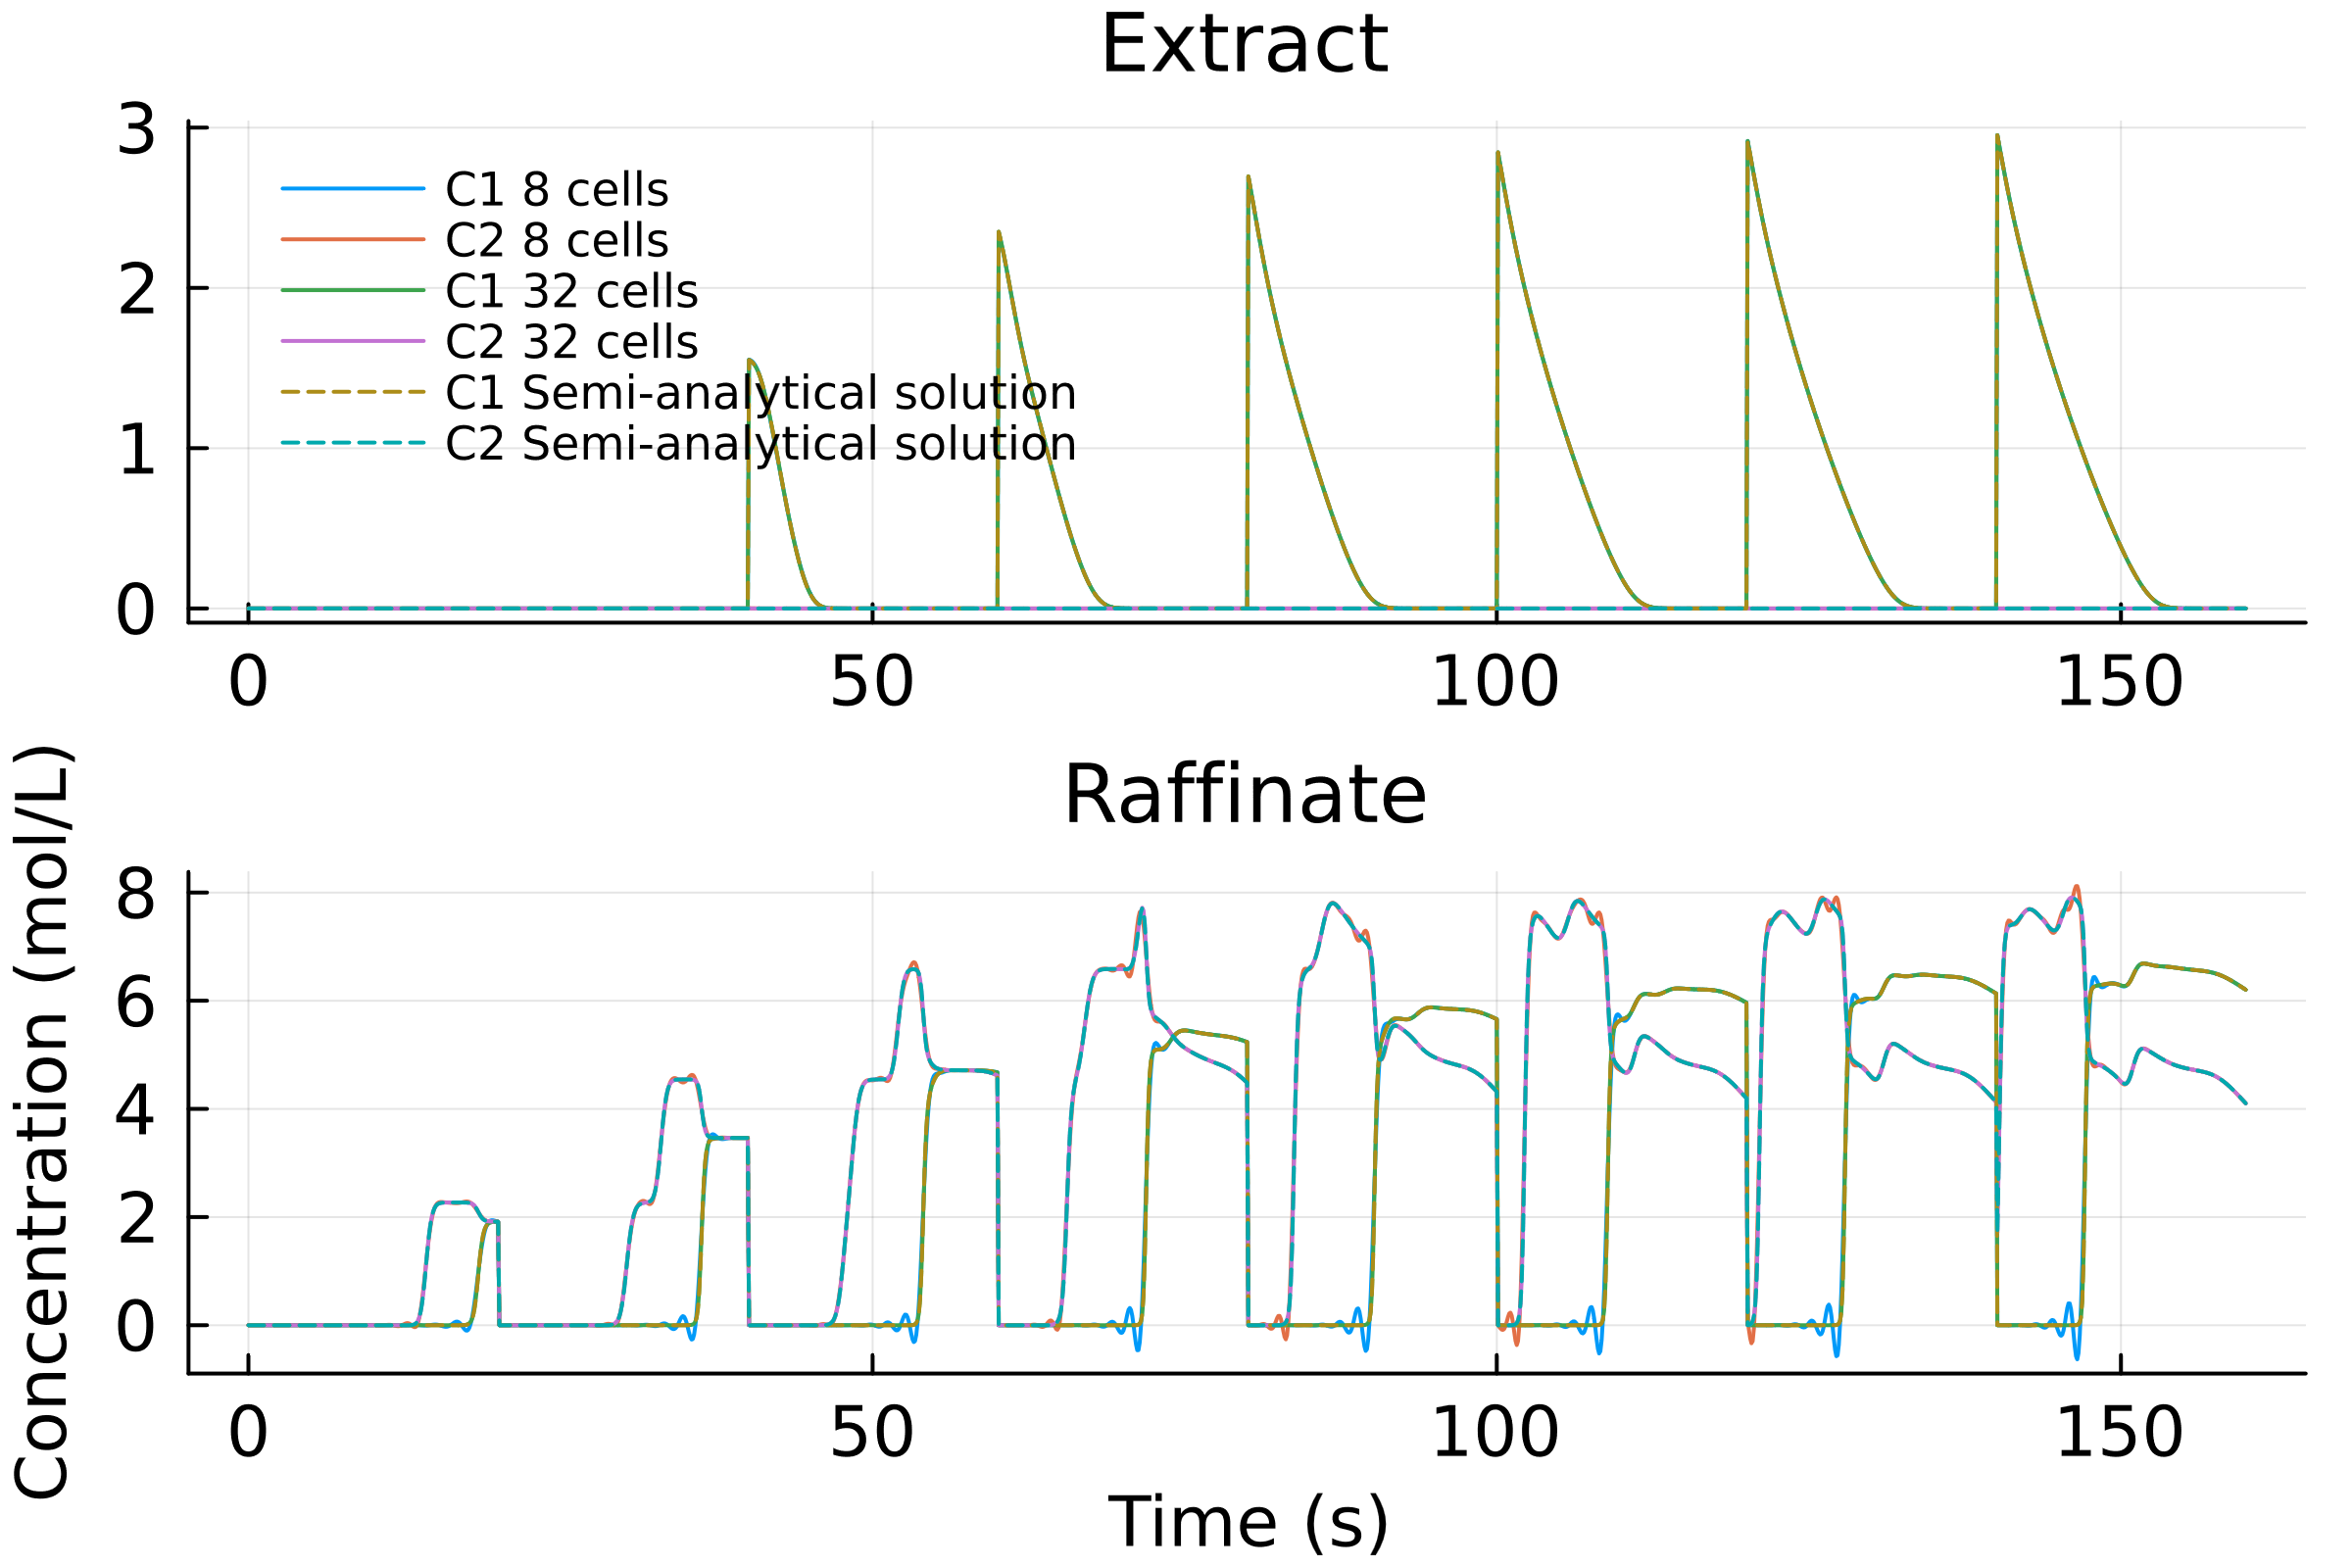 Extract
3
2
1
0
C1 8 cells
C2 8 cells
C1 32 cells
C2 32 cells
C1 Semi-analytical solution
C2 Semi-analytical solution
0 50 100 150
Raffinate
Concentration (mol/L)
8
6
4
2
0
0 50 100 150
Time (s)